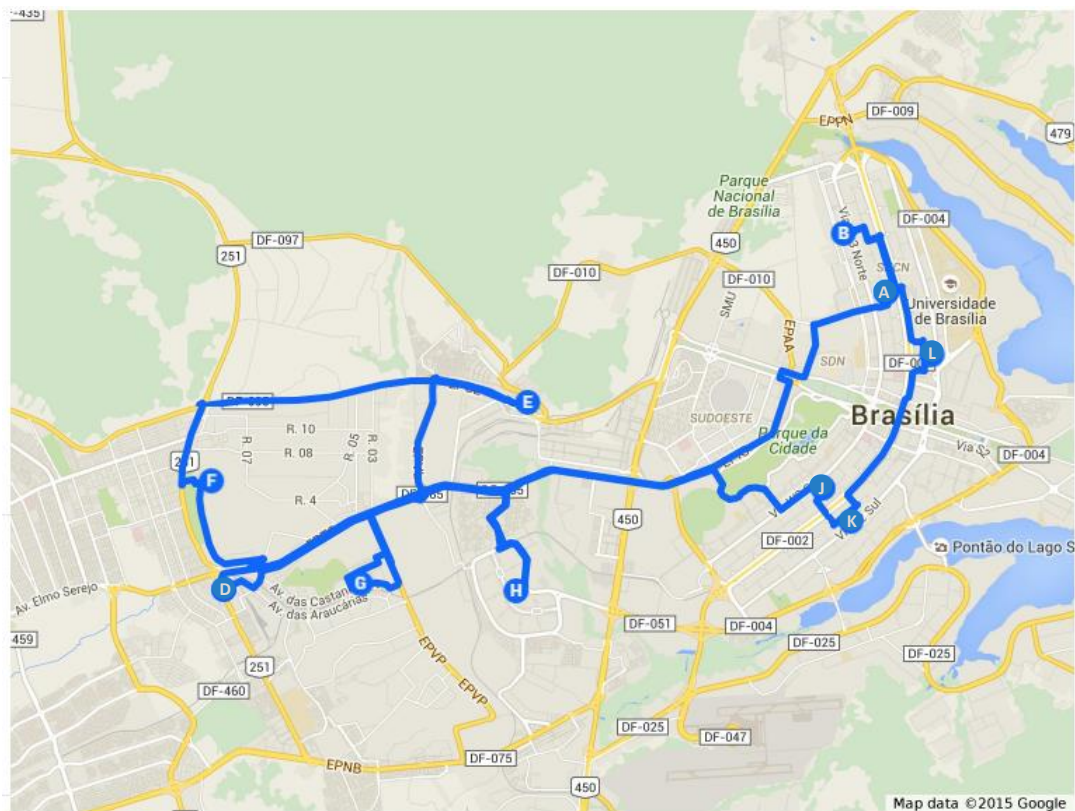 -435
EPPN
DF-009
479
Parque
Nacional
de Brasília
B
DF-004
DF-097
251
450
DF-010
DF-010
SMU
A
Universidade
de Brasília
EPAA
SDN
L
E
SUDOESTE
Brasília
Parque da
Cidade
Via S2
DF-004
R. 10
R. 08
R. 07
R. 05
R. 03
251
F
R. 4
J
K
450
DF-002
Pontão do Lago S
D
G
H
Av. Elmo Serejo
Av. das Castan
Av. das Araucárias
459
DF-051
DF-004
DF-025
DF-025
251
EPVP
EPVP
DF-460
DF-025
DF-047
DF-075
EPNB
450
Map data ©2015 Google